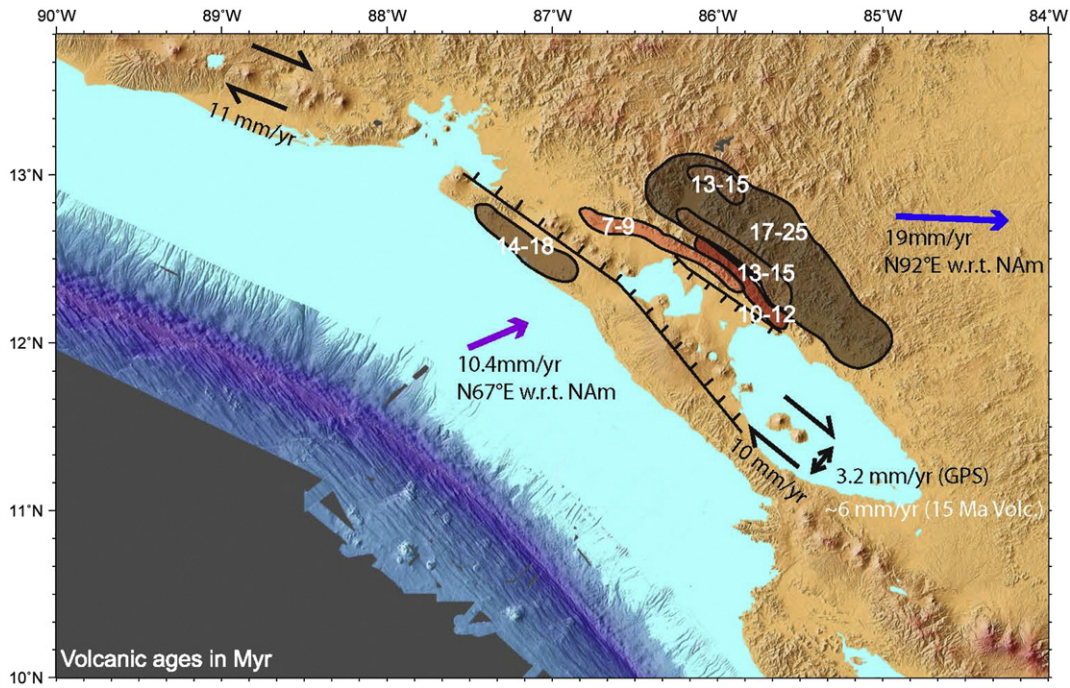 90°W 89°W 88°W 87°W 86°W 85°W 84°W
11 mm/yr
13°N
13-15
7-9
17-25
14-18
19mm/yr
N92°E w.r.t. NAm
13-15
10-12
12°N
10.4mm/yr
N67°E w.r.t. NAm
10 mm/yr
3.2 mm/yr (GPS)
~6 mm/yr (15 Ma Volc.)
11°N
Volcanic ages in Myr
10°N